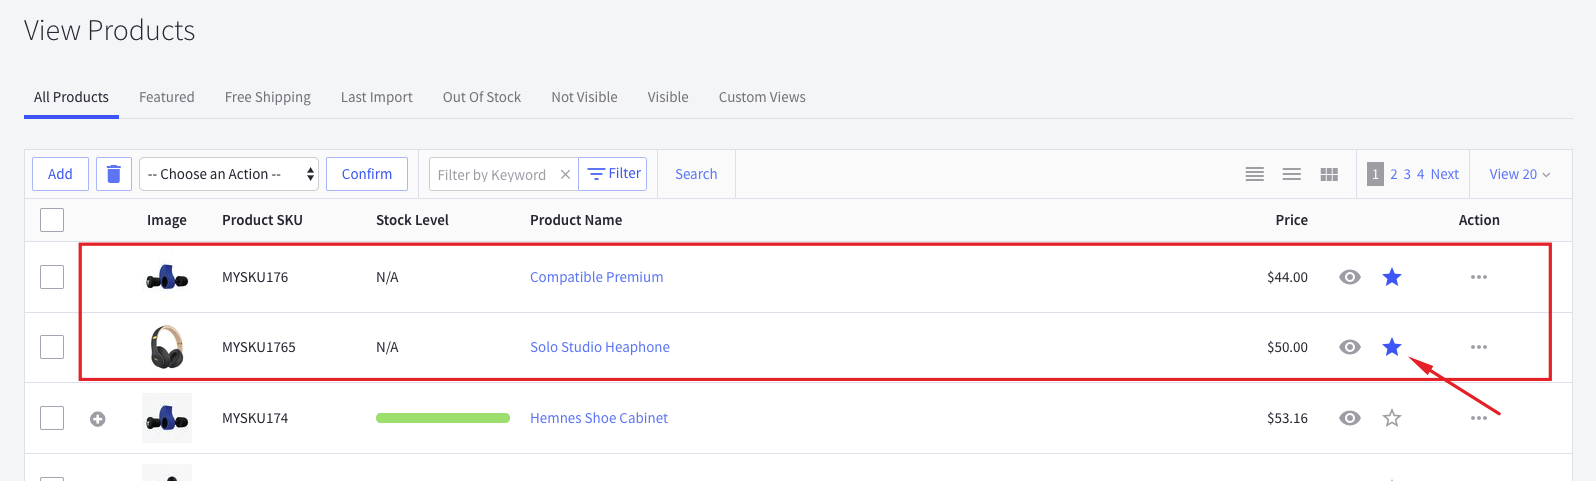 View Products
All Products Featured Free Shipping Last Import Out Of Stock Not Visible Visible Custom Views
Add -- Choose an Action -- Confirm Filter by Keyword Filter Search 1 2 3 4 Next View 20
Image Product SKU Stock Level Product Name Price Action
MYSKU176 N/A Compatible Premium $44.00
MYSKU1765 N/A Solo Studio Heaphone $50.00
MYSKU174 Hemnes Shoe Cabinet $53.16